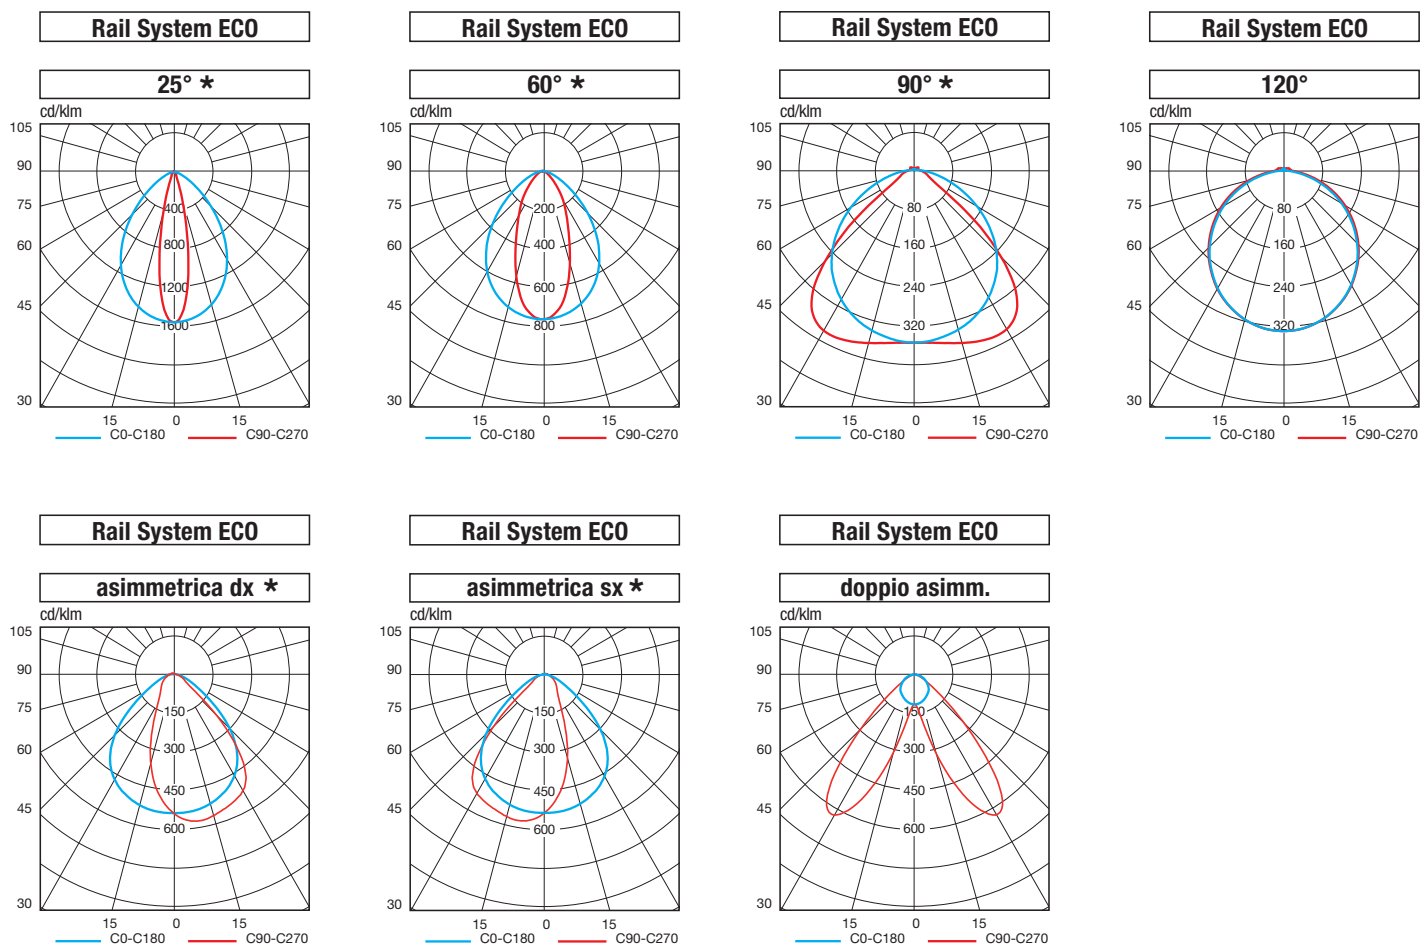 Rail System ECO
Rail System ECO
Rail System ECO
Rail System ECO
25° *
60° *
90° *
120°
cd/klm
105
90
75
60
45
30
400
800
1200
1600
15 0 15
C0-C180 C90-C270
cd/klm
105
90
75
60
45
30
200
400
600
800
15 0 15
C0-C180 C90-C270
cd/klm
105
90
75
60
45
30
80
160
240
320
15 0 15
C0-C180 C90-C270
cd/klm
105
90
75
60
45
30
80
160
240
320
15 0 15
C0-C180 C90-C270
Rail System ECO
Rail System ECO
Rail System ECO
asimmetrica dx *
asimmetrica sx *
doppio asimm.
cd/klm
105
90
75
60
45
30
150
300
450
600
15 0 15
C0-C180 C90-C270
cd/klm
105
90
75
60
45
30
150
300
450
600
15 0 15
C0-C180 C90-C270
cd/klm
105
90
75
60
45
30
150
300
450
600
15 0 15
C0-C180 C90-C270